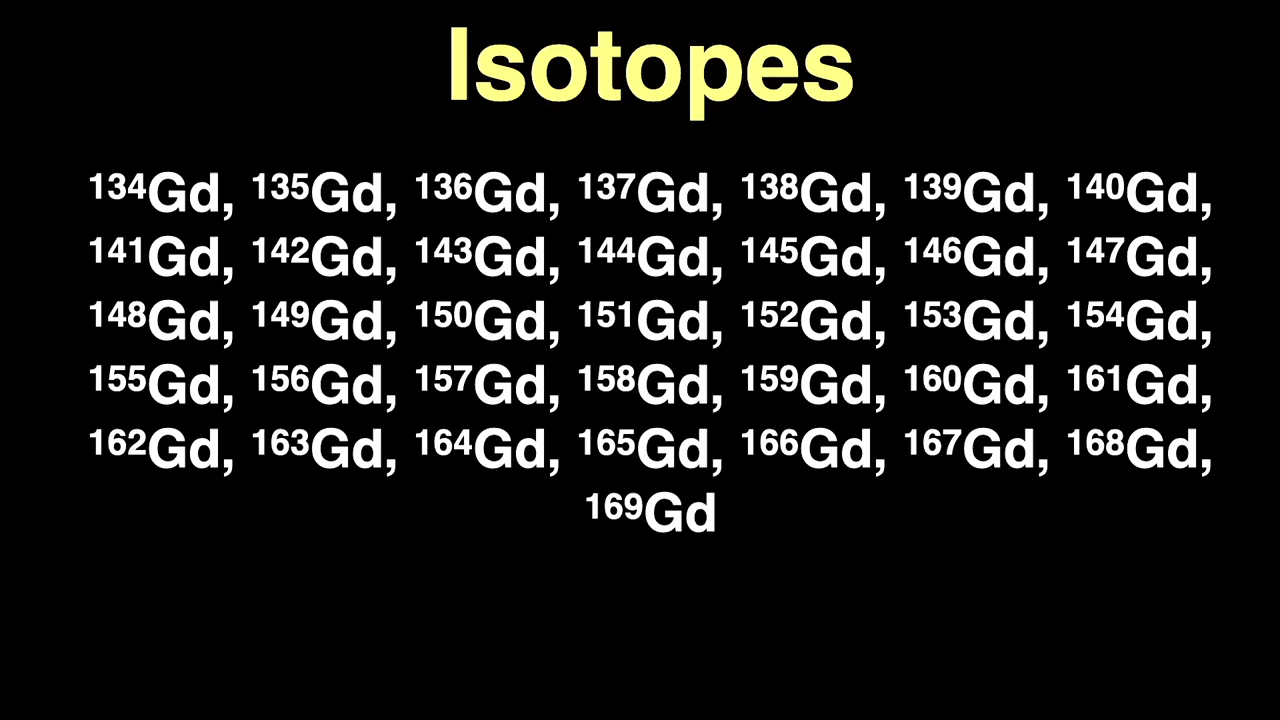 Isotopes
¹³⁴Gd, ¹³⁵Gd, ¹³⁶Gd, ¹³⁷Gd, ¹³⁸Gd, ¹³⁹Gd, ¹⁴⁰Gd,
¹⁴¹Gd, ¹⁴²Gd, ¹⁴³Gd, ¹⁴⁴Gd, ¹⁴⁵Gd, ¹⁴⁶Gd, ¹⁴⁷Gd,
¹⁴⁸Gd, ¹⁴⁹Gd, ¹⁵⁰Gd, ¹⁵¹Gd, ¹⁵²Gd, ¹⁵³Gd, ¹⁵⁴Gd,
¹⁵⁵Gd, ¹⁵⁶Gd, ¹⁵⁷Gd, ¹⁵⁸Gd, ¹⁵⁹Gd, ¹⁶⁰Gd, ¹⁶¹Gd,
¹⁶²Gd, ¹⁶³Gd, ¹⁶⁴Gd, ¹⁶⁵Gd, ¹⁶⁶Gd, ¹⁶⁷Gd, ¹⁶⁸Gd,
¹⁶⁹Gd